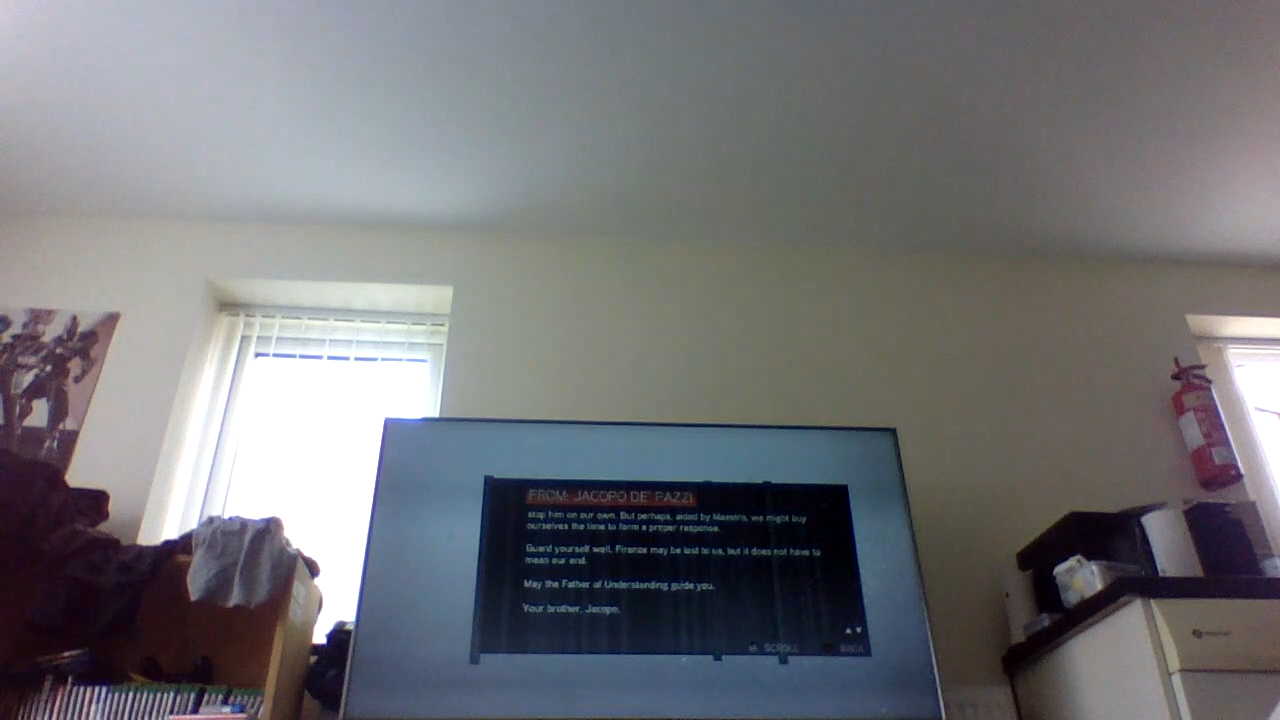 FROM: JACOPO DE' PAZZI
stop him on our own. But perhaps, aided by Maestro, we might buy
ourselves the time to form a proper response.
Guard yourself well. Firenze may be lost to us, but it does not have to
mean our end.
May the Father of Understanding guide you.
Your brother, Jacopo.
SCROLL BACK